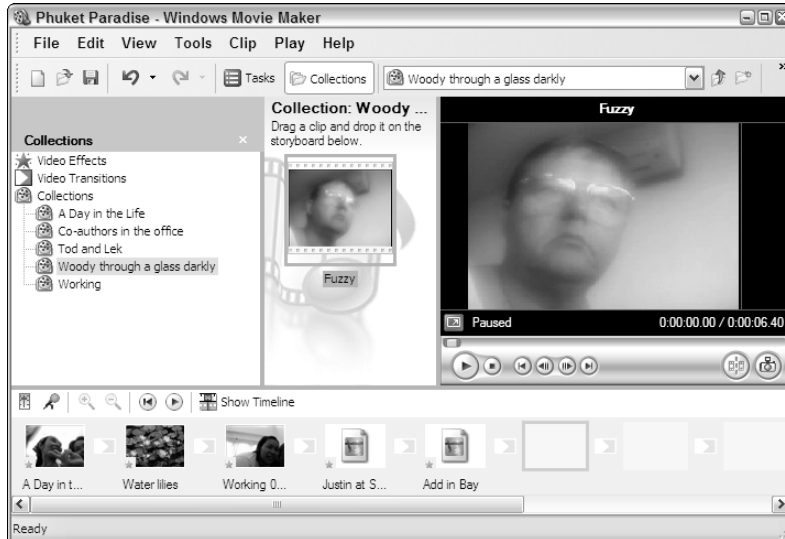 Phuket Paradise - Windows Movie Maker
File Edit View Tools Clip Play Help
Tasks Collections Woody through a glass darkly »
Collections ×
Video Effects
Video Transitions
Collections
A Day in the Life
Co-authors in the office
Tod and Lek
Woody through a glass darkly
Working
Collection: Woody ...
Drag a clip and drop it on the
storyboard below.
Fuzzy
Fuzzy
Paused 0:00:00.00 / 0:00:06.40
Show Timeline
A Day in t... Water lilies Working 0... Justin at S... Add in Bay
Ready